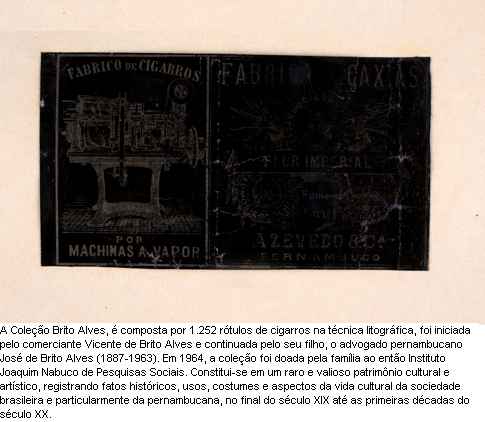 FABRICO DE CIGARROS
POR
MACHINAS A VAPOR
FABRICA CAXIAS
FLOR IMPERIAL
AZEVEDO & Ca
PERNAMBUCO
A Coleção Brito Alves, é composta por 1.252 rótulos de cigarros na técnica litográfica, foi iniciada
pelo comerciante Vicente de Brito Alves e continuada pelo seu filho, o advogado pernambucano
José de Brito Alves (1887-1963). Em 1964, a coleção foi doada pela família ao então Instituto
Joaquim Nabuco de Pesquisas Sociais. Constitui-se em um raro e valioso patrimônio cultural e
artístico, registrando fatos históricos, usos, costumes e aspectos da vida cultural da sociedade
brasileira e particularmente da pernambucana, no final do século XIX até as primeiras décadas do
século XX.